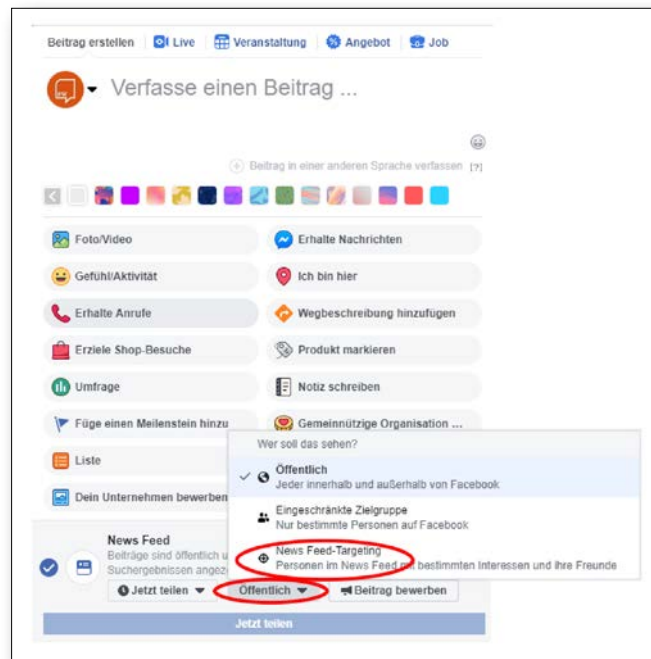 Beitrag erstellen Live Veranstaltung Angebot Job
Verfasse einen Beitrag ...
Beitrag in einer anderen Sprache verfassen [?]
Foto/Video Erhalte Nachrichten
Gefühl/Aktivität Ich bin hier
Erhalte Anrufe Wegbeschreibung hinzufügen
Erziele Shop-Besuche Produkt markieren
Umfrage Notiz schreiben
Füge einen Meilenstein hinzu Gemeinnützige Organisation ...
Liste
Dein Unternehmen bewerben
Wer soll das sehen?
Öffentlich
Jeder innerhalb und außerhalb von Facebook
Eingeschränkte Zielgruppe
Nur bestimmte Personen auf Facebook
News Feed-Targeting
Personen im News Feed mit bestimmten Interessen und ihre Freunde
News Feed
Beiträge sind öffentlich u
Suchergebnissen angez
Jetzt teilen Öffentlich Beitrag bewerben
Jetzt teilen